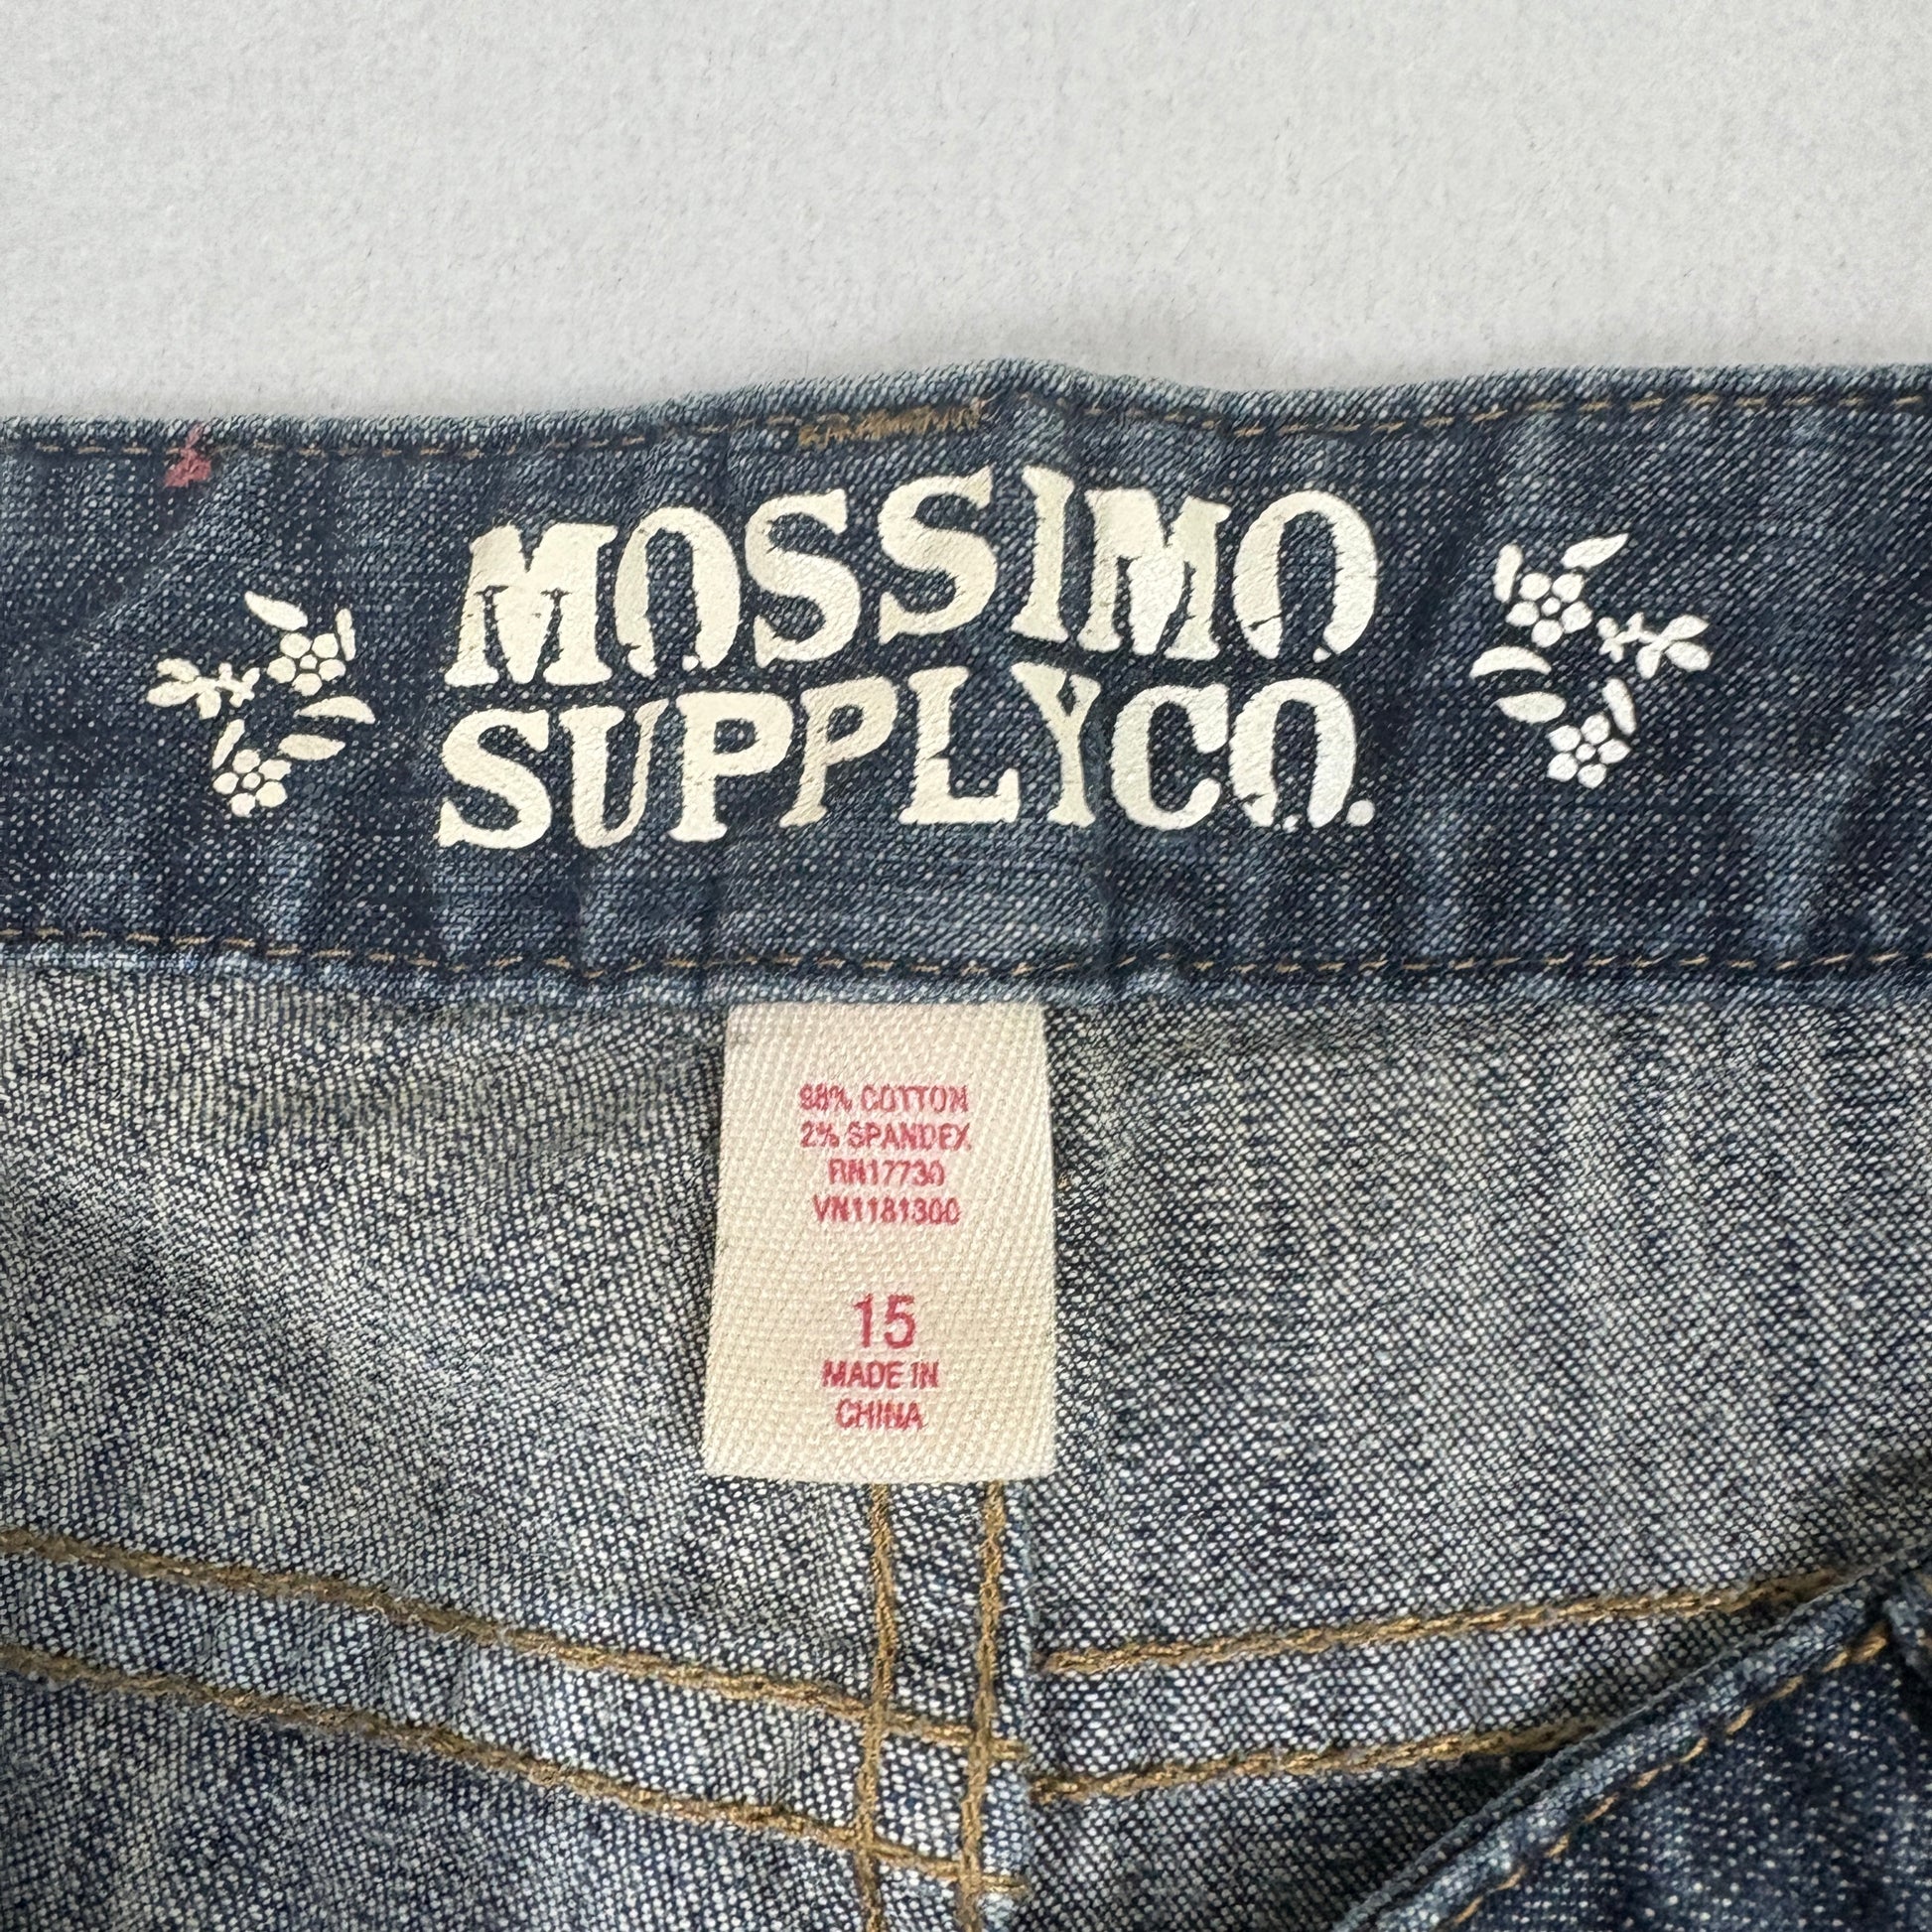 MOSSIMO
SUPPLY CO.
98% COTTON
2% SPANDEX
RN17730
VN1181300
15
MADE IN
CHINA